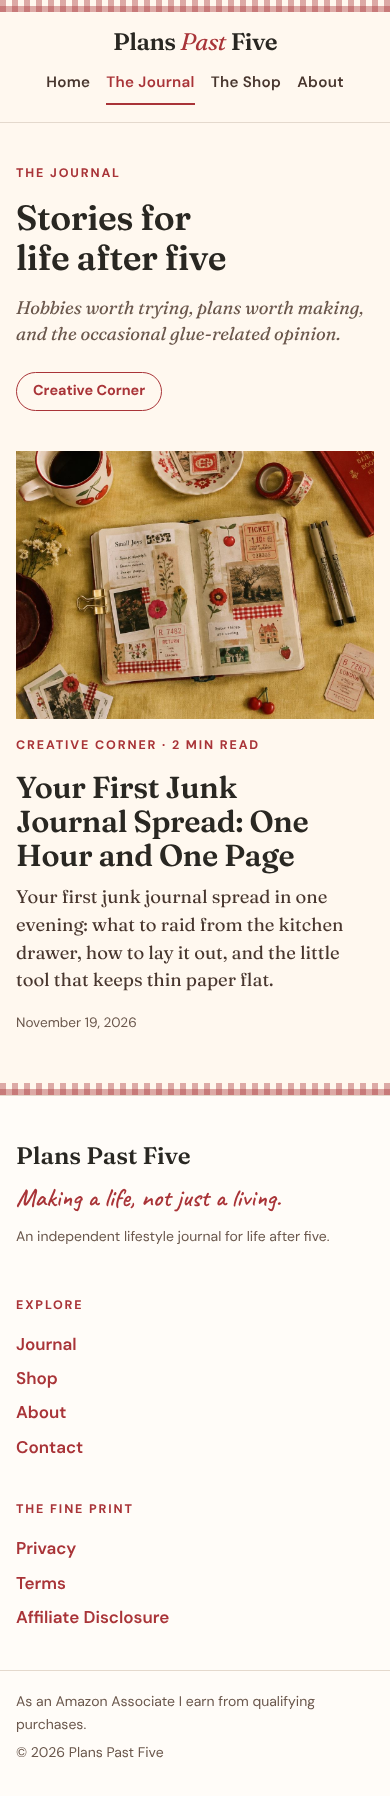 Plans Past Five
Home The Journal The Shop About
THE JOURNAL
Stories for
life after five
Hobbies worth trying, plans worth making,
and the occasional glue-related opinion.
Creative Corner
Small Joys
TICKET
R 7482
LONDON
CREATIVE CORNER · 2 MIN READ
Your First Junk
Journal Spread: One
Hour and One Page
Your first junk journal spread in one
evening: what to raid from the kitchen
drawer, how to lay it out, and the little
tool that keeps thin paper flat.
November 19, 2026
Plans Past Five
Making a life, not just a living.
An independent lifestyle journal for life after five.
EXPLORE
Journal
Shop
About
Contact
THE FINE PRINT
Privacy
Terms
Affiliate Disclosure
As an Amazon Associate I earn from qualifying
purchases.
© 2026 Plans Past Five